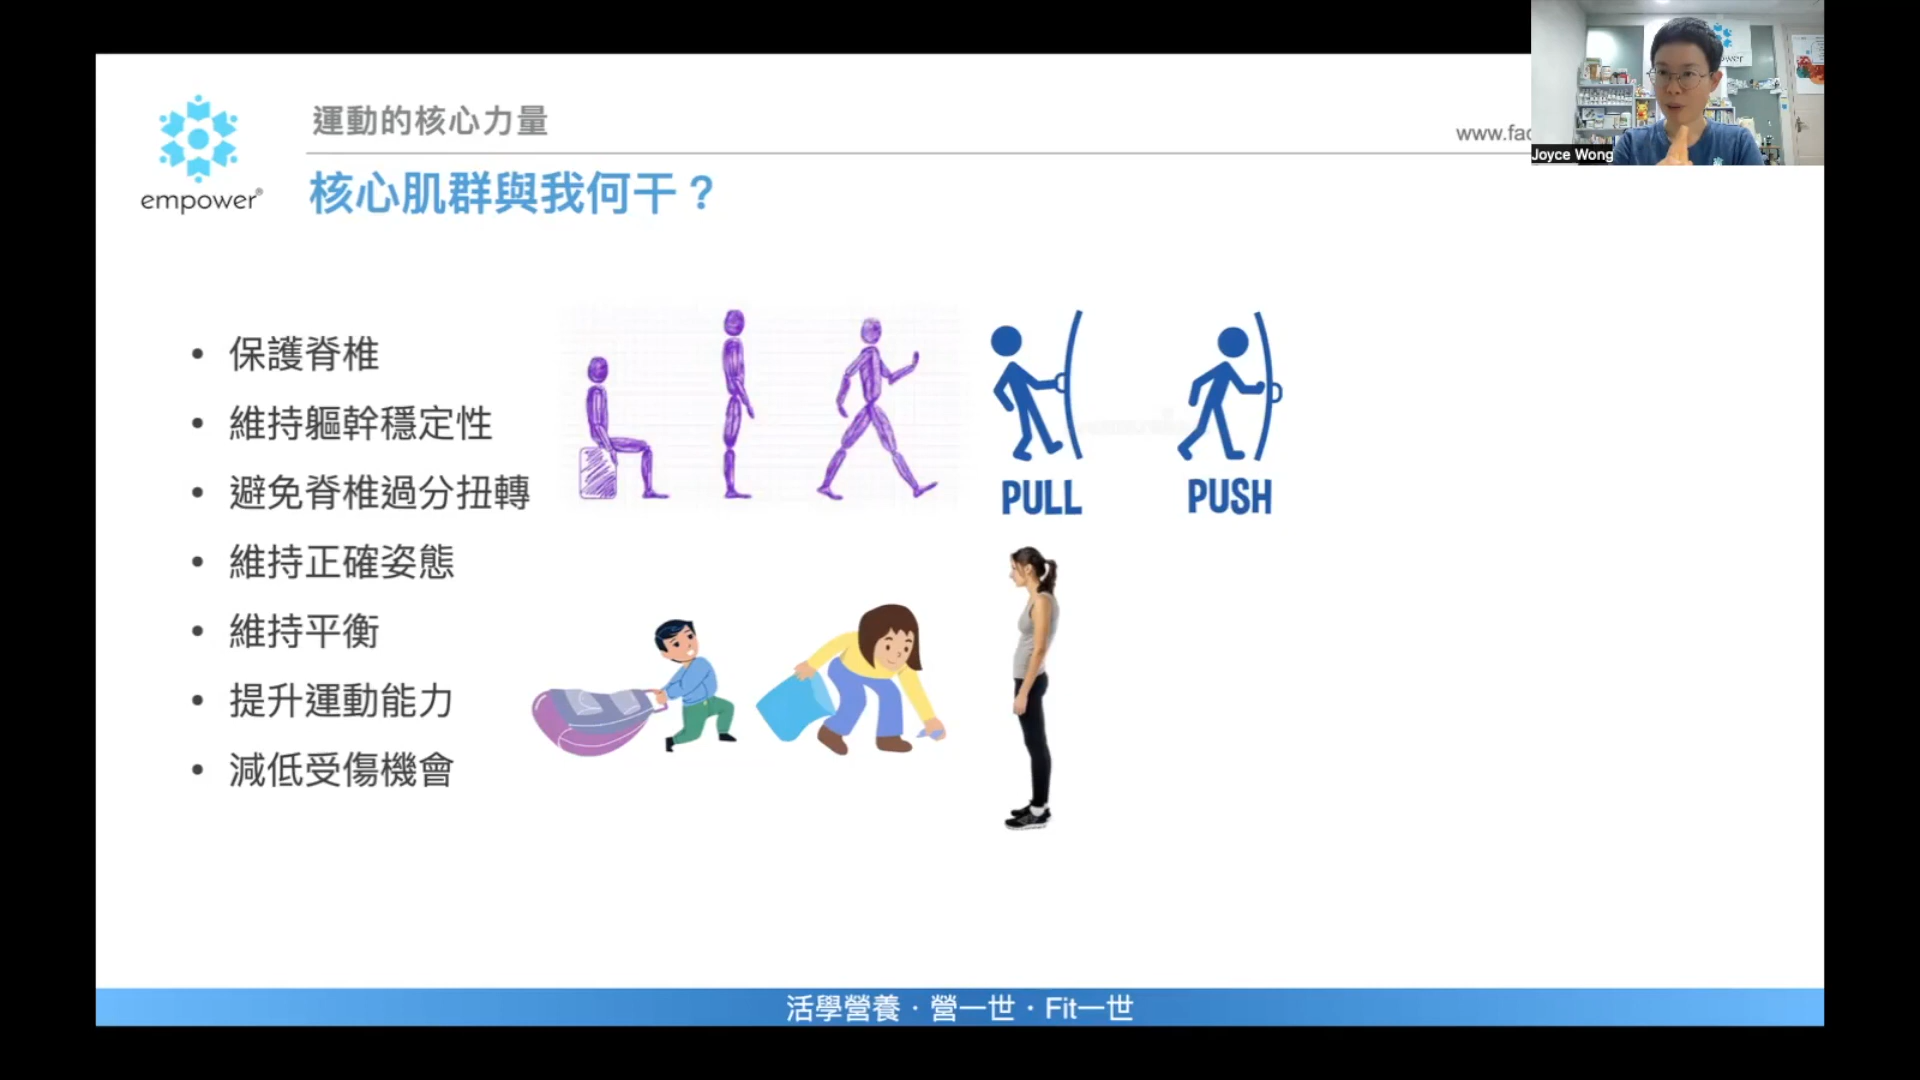 empower®
運動的核心力量
www.fac
Joyce Wong
核心肌群與我何干？
• 保護脊椎
• 維持軀幹穩定性
• 避免脊椎過分扭轉
• 維持正確姿態
• 維持平衡
• 提升運動能力
• 減低受傷機會
PULL
PUSH
活學營養 · 營一世 · Fit一世